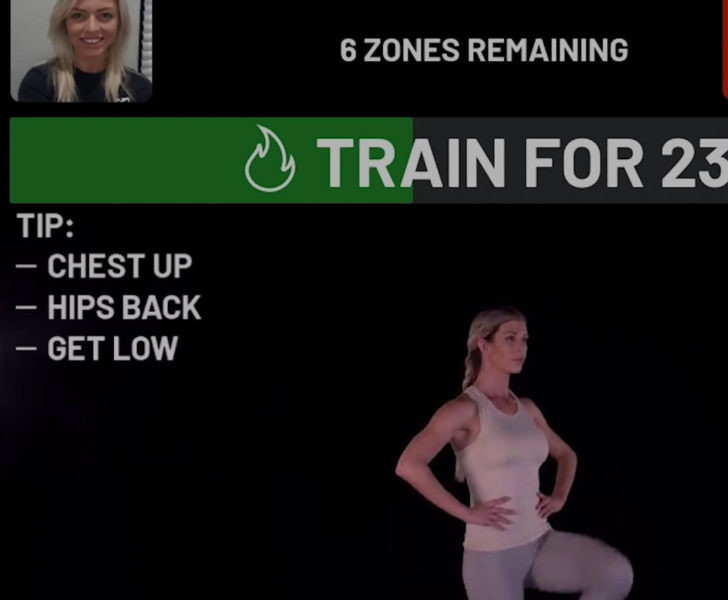 6 ZONES REMAINING
TRAIN FOR 23
TIP:
– CHEST UP
– HIPS BACK
– GET LOW